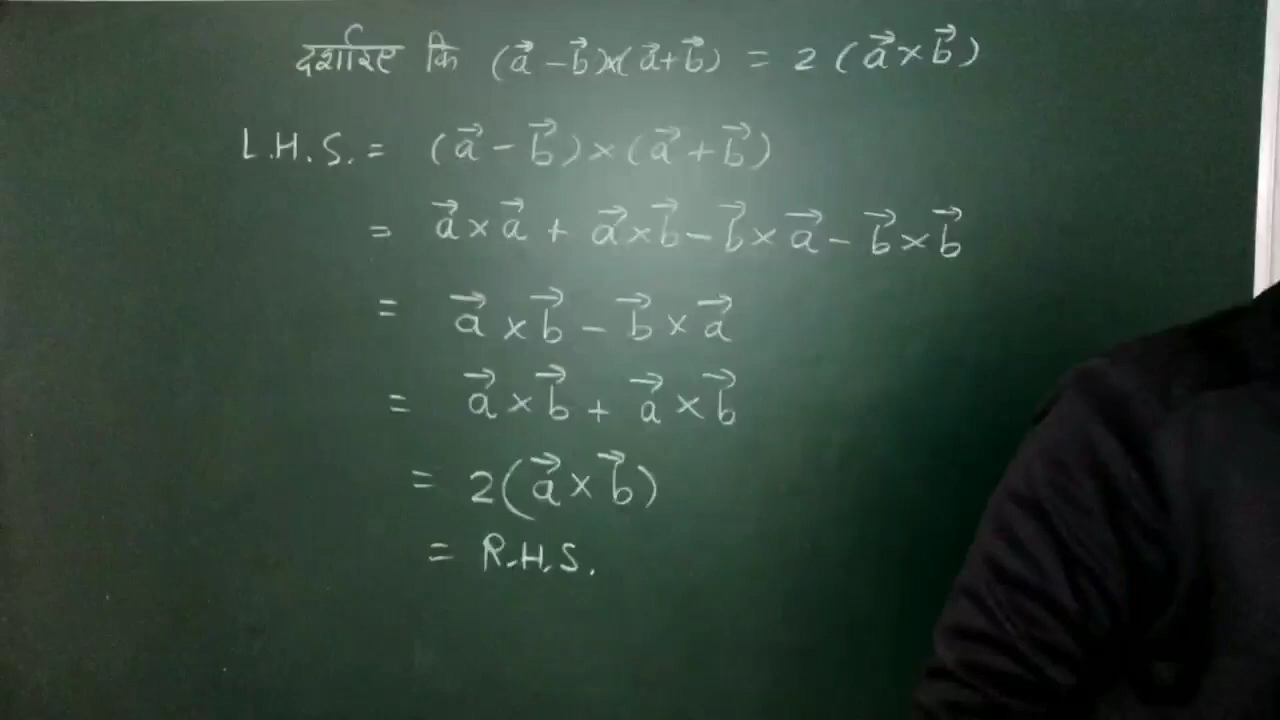 दर्शाइए कि (a⃗ - b⃗)×(a⃗+b⃗) = 2 (a⃗×b⃗)
L.H.S. = (a⃗ - b⃗)×(a⃗ + b⃗)
= a⃗×a⃗ + a⃗×b⃗ - b⃗×a⃗ - b⃗×b⃗
= a⃗ × b⃗ - b⃗ × a⃗
= a⃗×b⃗ + a⃗×b⃗
= 2(a⃗×b⃗)
= R.H.S.